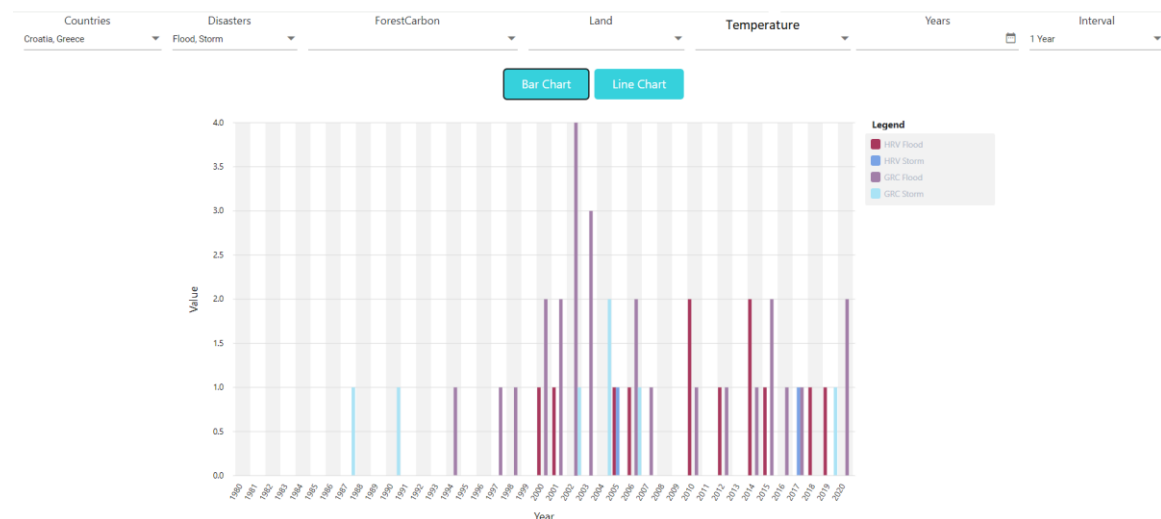 Countries Disasters ForestCarbon Land Temperature Years Interval
Croatia, Greece Flood, Storm 1 Year
Bar Chart Line Chart
Legend
HRV Flood
HRV Storm
GRC Flood
GRC Storm
Value
4.0
3.5
3.0
2.5
2.0
1.5
1.0
0.5
0.0
1980 1981 1982 1983 1984 1985 1986 1987 1988 1989 1990 1991 1992 1993 1994 1995 1996 1997 1998 1999 2000 2001 2002 2003 2004 2005 2006 2007 2008 2009 2010 2011 2012 2013 2014 2015 2016 2017 2018 2019 2020
Year